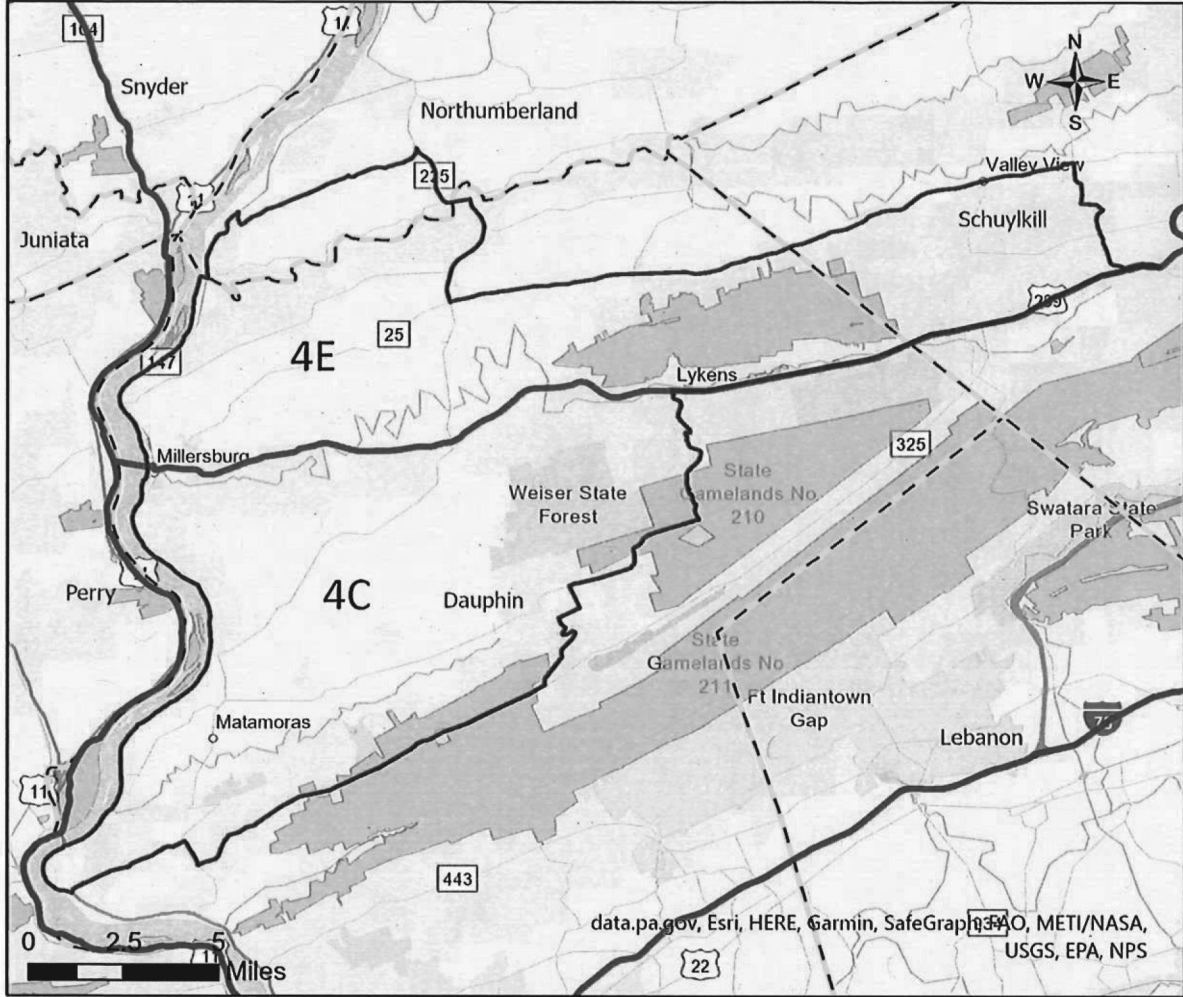 104
Snyder
Northumberland
N
W E
S
225
Valley View
Juniata
Schuylkill
209
147
25
4E
Lykens
Millersburg
325
Weiser State
Forest
State
Gamelands No.
210
Swatara State
Park
Perry
4C
Dauphin
State
Gamelands No.
211
Ft Indiantown
Gap
Matamoras
Lebanon
11
443
934
data.pa.gov, Esri, HERE, Garmin, SafeGraph, FAO, METI/NASA,
USGS, EPA, NPS
0 2.5 5
Miles
11
22